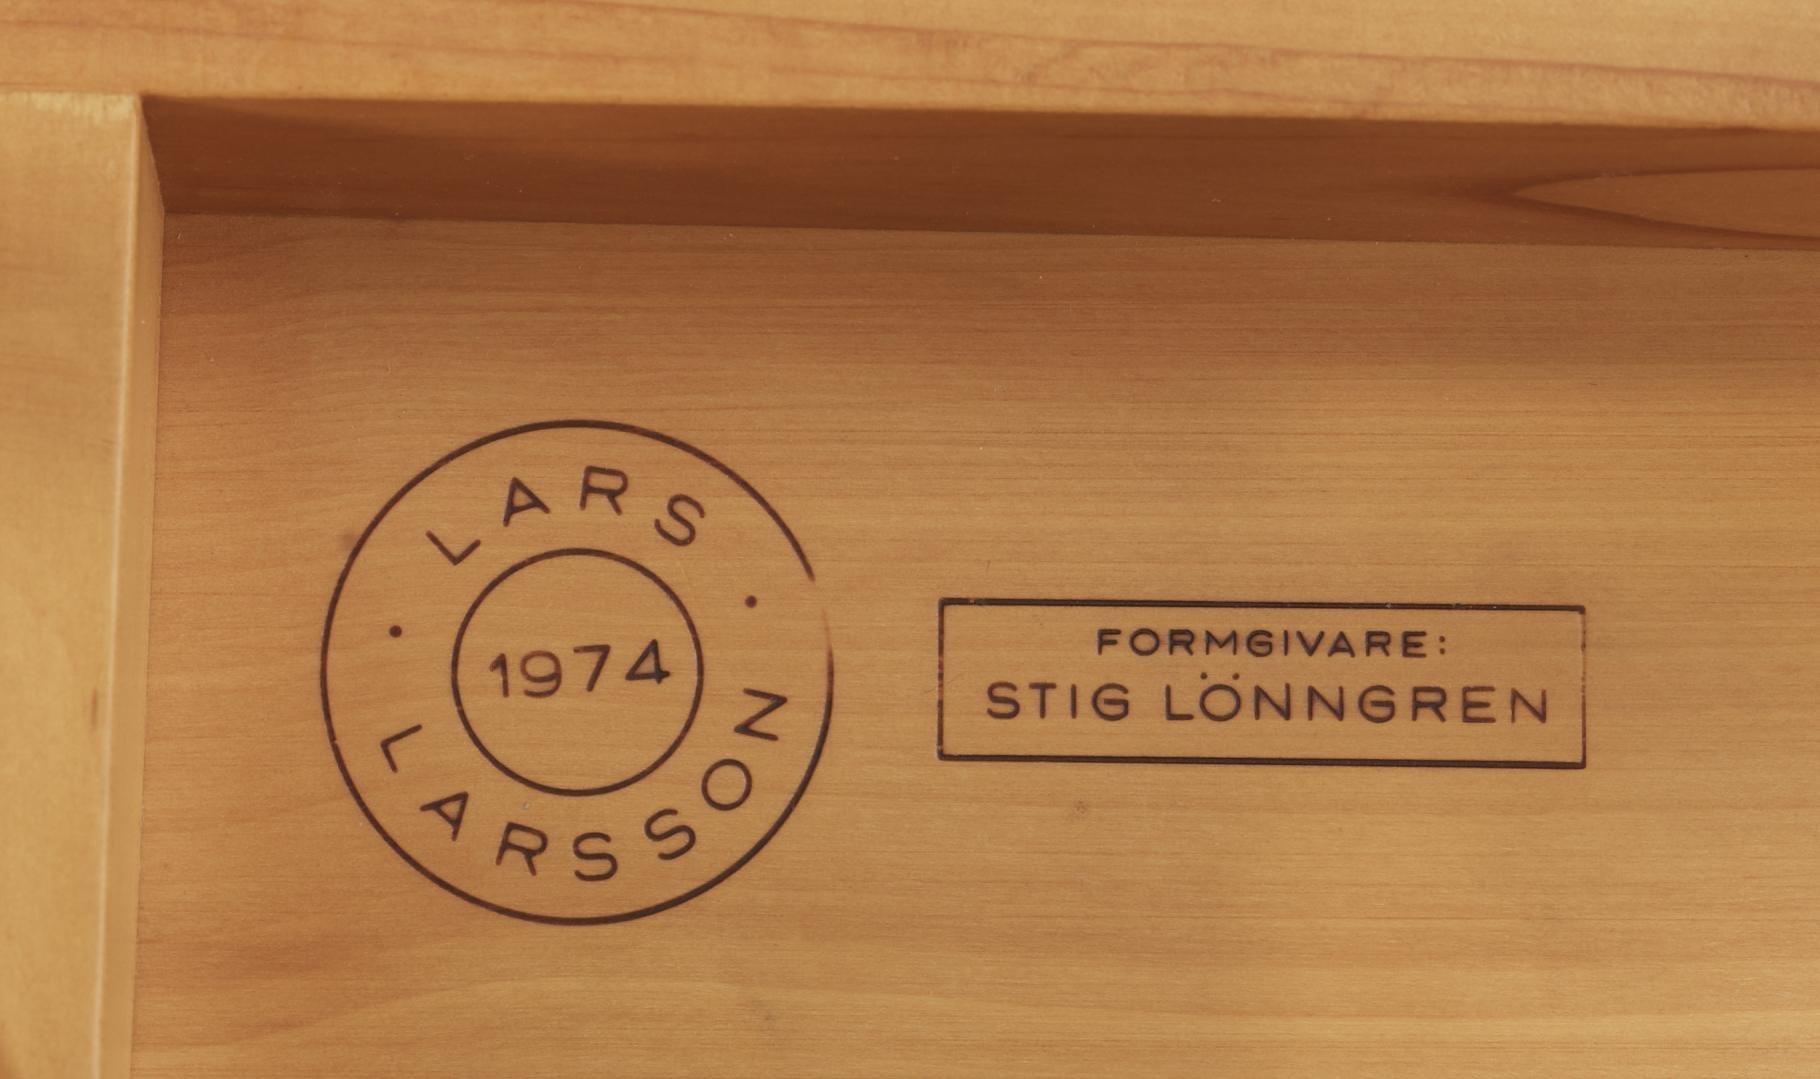 LARS
1974
LARSSON
FORMGIVARE:
STIG LÖNNGREN